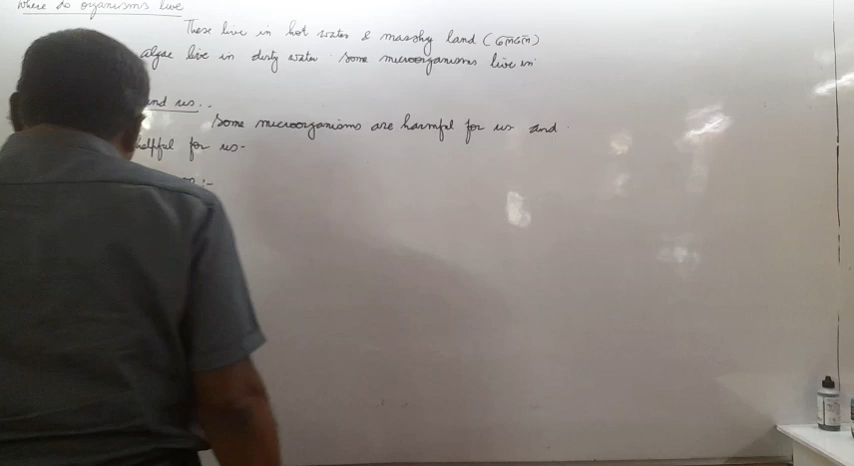 Where do organisms live
These live in hot water & marshy land
algae live in dirty water some microorganisms live in
and us..
some microorganisms are harmful for us and
helpful for us-